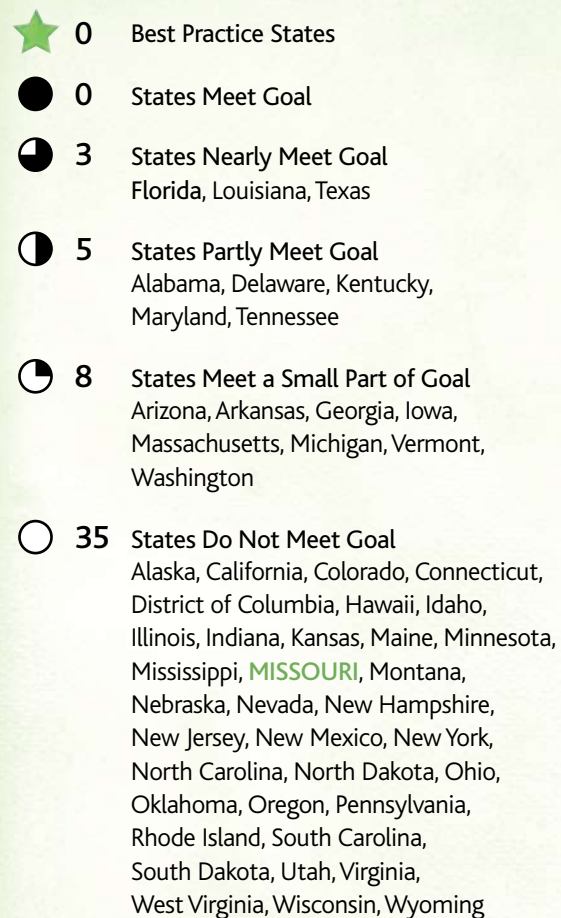 0 Best Practice States
0 States Meet Goal
3 States Nearly Meet Goal
Florida, Louisiana, Texas
5 States Partly Meet Goal
Alabama, Delaware, Kentucky,
Maryland, Tennessee
8 States Meet a Small Part of Goal
Arizona, Arkansas, Georgia, Iowa,
Massachusetts, Michigan, Vermont,
Washington
35 States Do Not Meet Goal
Alaska, California, Colorado, Connecticut,
District of Columbia, Hawaii, Idaho,
Illinois, Indiana, Kansas, Maine, Minnesota,
Mississippi, MISSOURI, Montana,
Nebraska, Nevada, New Hampshire,
New Jersey, New Mexico, New York,
North Carolina, North Dakota, Ohio,
Oklahoma, Oregon, Pennsylvania,
Rhode Island, South Carolina,
South Dakota, Utah, Virginia,
West Virginia, Wisconsin, Wyoming